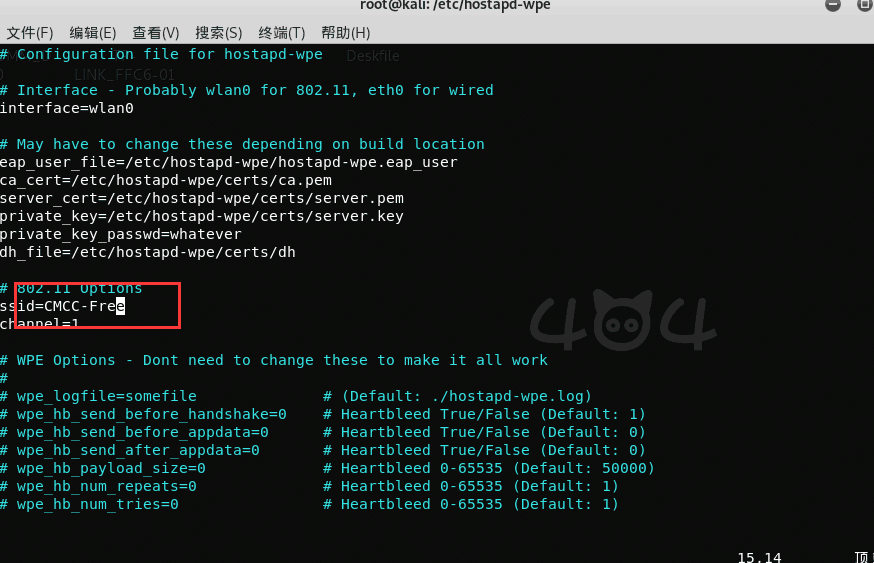 root@kali: /etc/hostapd-wpe
文件(F) 编辑(E) 查看(V) 搜索(S) 终端(T) 帮助(H)
# Configuration file for hostapd-wpe
Deskfile
LINK_FFC6-01
# Interface - Probably wlan0 for 802.11, eth0 for wired
interface=wlan0
# May have to change these depending on build location
eap_user_file=/etc/hostapd-wpe/hostapd-wpe.eap_user
ca_cert=/etc/hostapd-wpe/certs/ca.pem
server_cert=/etc/hostapd-wpe/certs/server.pem
private_key=/etc/hostapd-wpe/certs/server.key
private_key_passwd=whatever
dh_file=/etc/hostapd-wpe/certs/dh
# 802.11 Options
ssid=CMCC-Free
channel=1
404
# WPE Options - Dont need to change these to make it all work
#
# wpe_logfile=somefile # (Default: ./hostapd-wpe.log)
# wpe_hb_send_before_handshake=0 # Heartbleed True/False (Default: 1)
# wpe_hb_send_before_appdata=0 # Heartbleed True/False (Default: 0)
# wpe_hb_send_after_appdata=0 # Heartbleed True/False (Default: 0)
# wpe_hb_payload_size=0 # Heartbleed 0-65535 (Default: 50000)
# wpe_hb_num_repeats=0 # Heartbleed 0-65535 (Default: 1)
# wpe_hb_num_tries=0 # Heartbleed 0-65535 (Default: 1)
15,14 顶